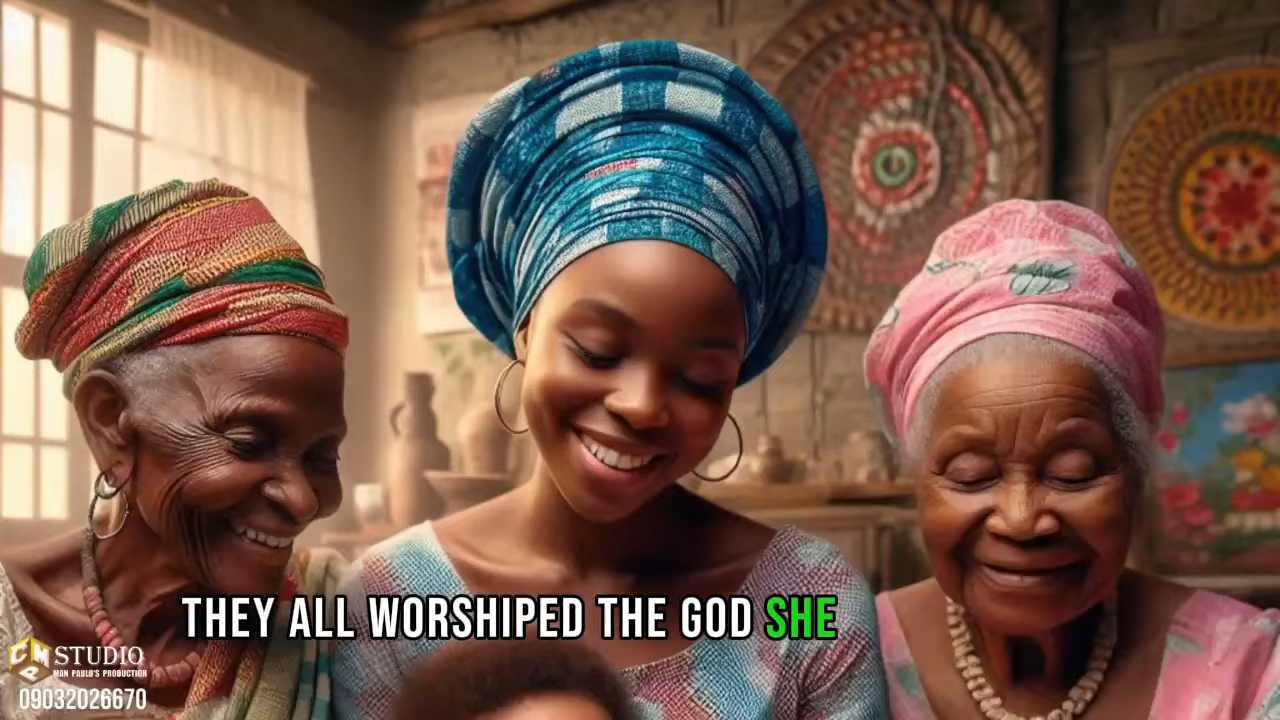 THEY ALL WORSHIPED THE GOD SHE
STUDIO
MAN PAULO'S PRODUCTION
09032026670